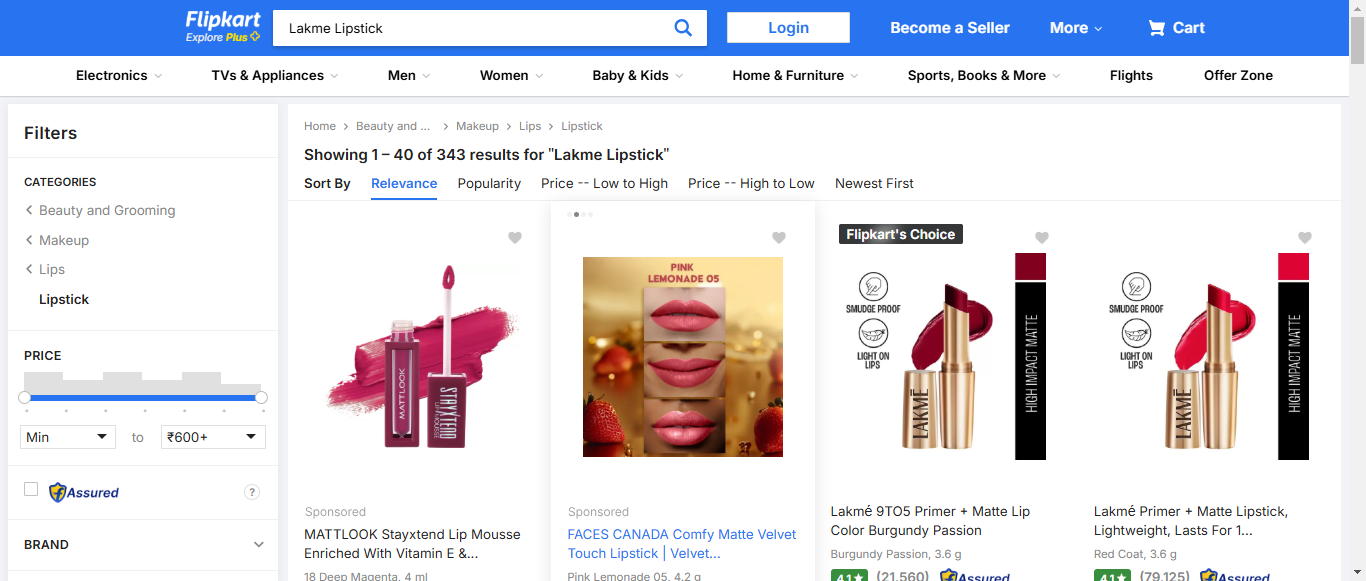 Flipkart
Explore Plus
Lakme Lipstick
Login
Become a Seller
More
Cart
Electronics
TVs & Appliances
Men
Women
Baby & Kids
Home & Furniture
Sports, Books & More
Flights
Offer Zone
Filters
CATEGORIES
Beauty and Grooming
Makeup
Lips
Lipstick
PRICE
Min
to
₹600+
Assured
?
BRAND
Home
Beauty and ...
Makeup
Lips
Lipstick
Showing 1 – 40 of 343 results for "Lakme Lipstick"
Sort By
Relevance
Popularity
Price -- Low to High
Price -- High to Low
Newest First
MATTLOOK
STAYXTEND
LIP MOUSSE
Sponsored
MATTLOOK Stayxtend Lip Mousse
Enriched With Vitamin E &...
18 Deep Magenta, 4 ml
PINK
LEMONADE 05
Sponsored
FACES CANADA Comfy Matte Velvet
Touch Lipstick | Velvet...
Pink Lemonade 05, 4.2 g
Flipkart's Choice
SMUDGE PROOF
LIGHT ON
LIPS
LAKMÉ
HIGH IMPACT MATTE
Lakmé 9TO5 Primer + Matte Lip
Color Burgundy Passion
Burgundy Passion, 3.6 g
4.1★
(21,560)
Assured
SMUDGE PROOF
LIGHT ON
LIPS
LAKMÉ
HIGH IMPACT MATTE
Lakmé Primer + Matte Lipstick,
Lightweight, Lasts For 1...
Red Coat, 3.6 g
4.1★
(79,125)
Assured